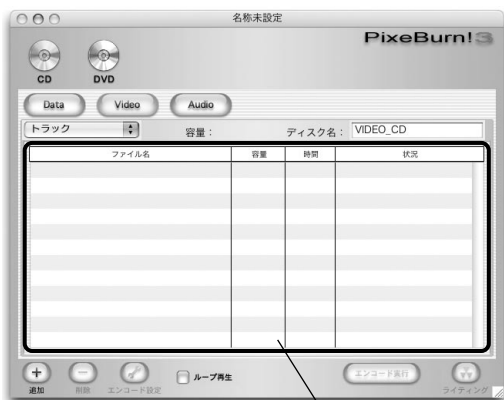 名称未設定
PixeBurn!3
CD DVD
Data Video Audio
トラック 容量： ディスク名： VIDEO_CD
ファイル名 容量 時間 状況
追加 削除 エンコード設定 ループ再生 エンコード実行 ライティング